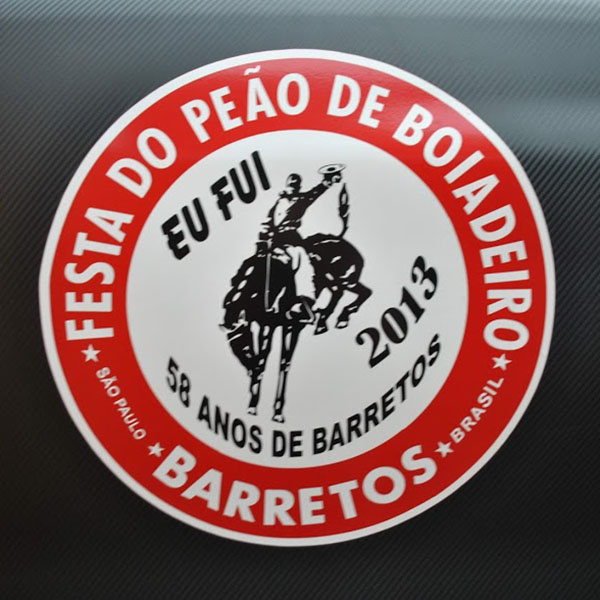 FESTA DO PEÃO DE BOIADEIRO
EU FUI
2013
58 ANOS DE BARRETOS
★ SÃO PAULO
★ BARRETOS ★
BRASIL ★